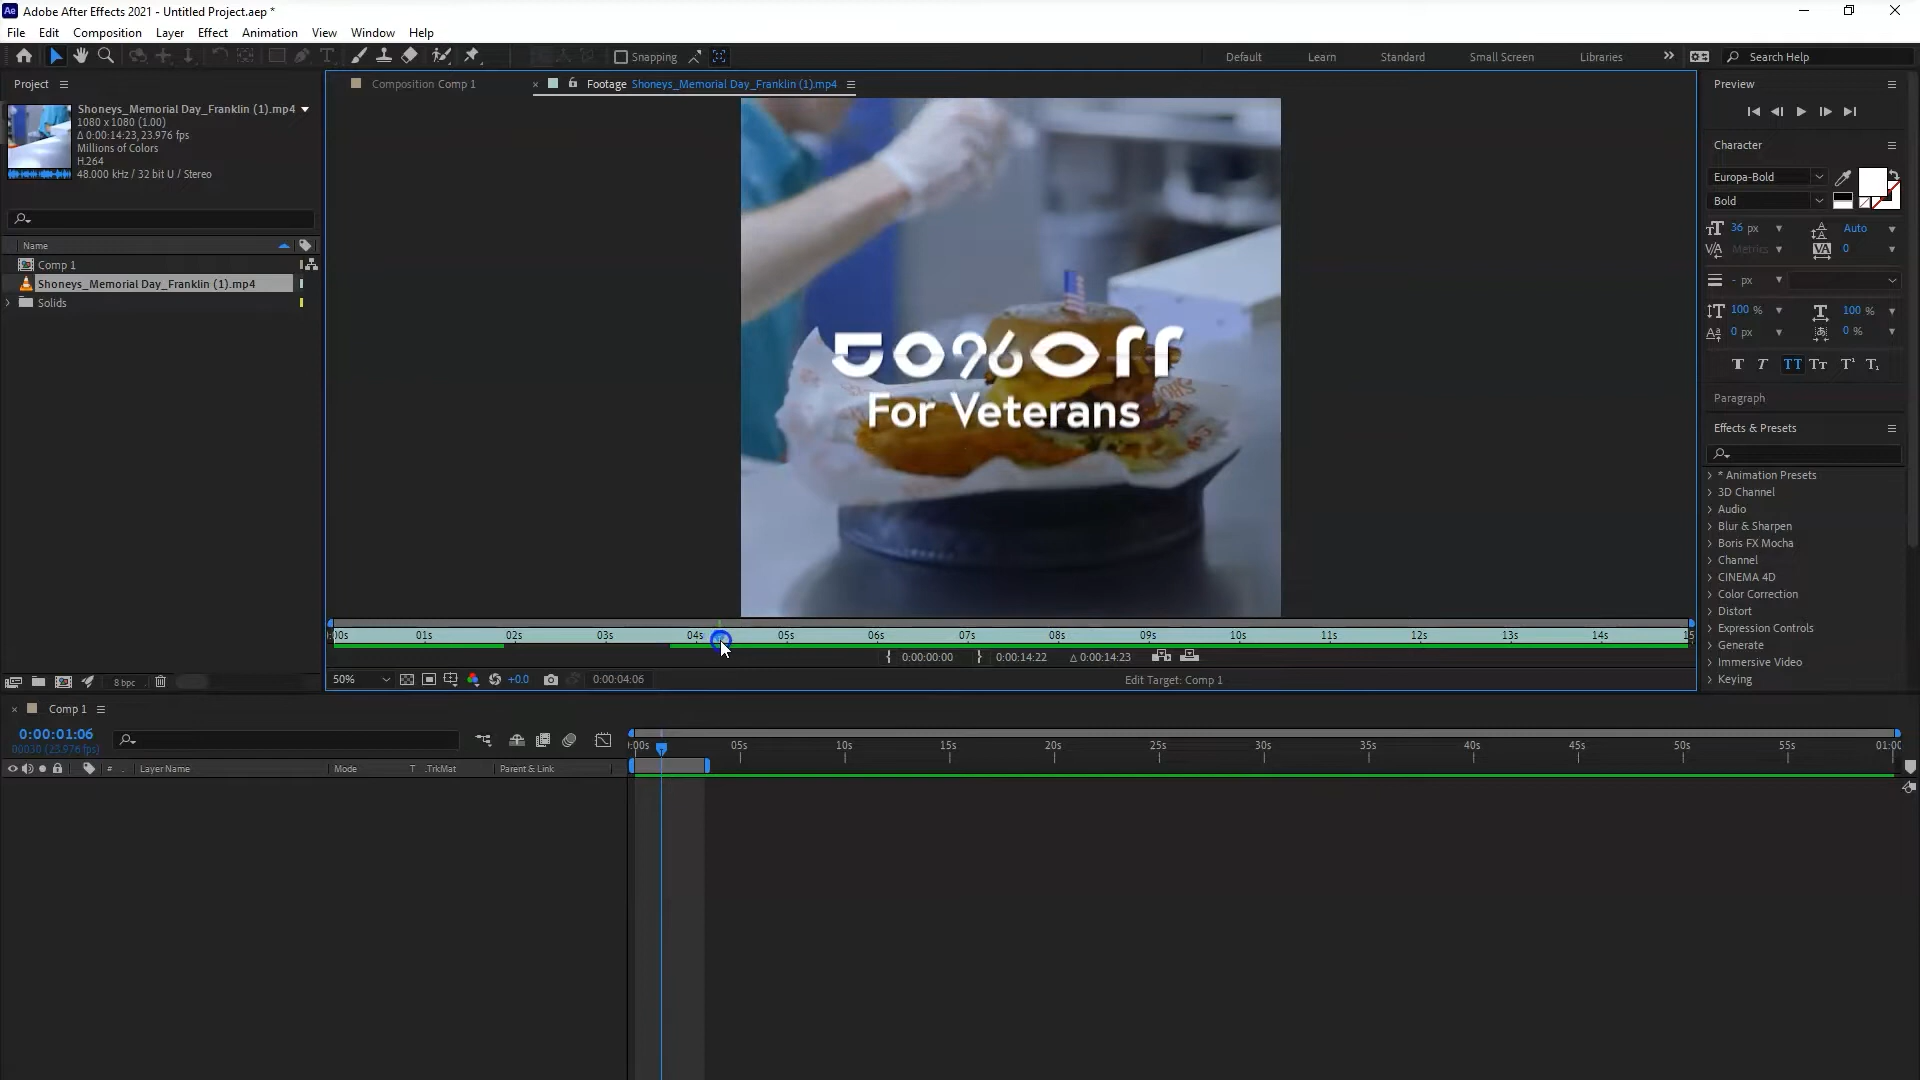 Adobe After Effects 2021 - Untitled Project.aep *
File Edit Composition Layer Effect Animation View Window Help
Snapping
Default Learn Standard Small Screen Libraries
Search Help
Project
Shoneys_Memorial Day_Franklin (1).mp4
1080 x 1080 (1.00)
Δ 0:00:14:23, 23.976 fps
Millions of Colors
H.264
48.000 kHz / 32 bit U / Stereo
Name
Comp 1
Shoneys_Memorial Day_Franklin (1).mp4
Solids
8 bpc
Composition Comp 1
Footage Shoneys_Memorial Day_Franklin (1).mp4
50% Off
For Veterans
:00s 01s 02s 03s 04s 05s 06s 07s 08s 09s 10s 11s 12s 13s 14s 15
0:00:00:00 0:00:14:22 Δ 0:00:14:23
50% +0.0 0:00:04:06
Edit Target: Comp 1
Preview
Character
Europa-Bold
Bold
36 px Auto
Metrics 0
- px
100 % 100 %
0 px 0 %
Paragraph
Effects & Presets
* Animation Presets
3D Channel
Audio
Blur & Sharpen
Boris FX Mocha
Channel
CINEMA 4D
Color Correction
Distort
Expression Controls
Generate
Immersive Video
Keying
Comp 1
0:00:01:06
00030 (23.976 fps)
# . Layer Name Mode T .TrkMat Parent & Link
:00s 05s 10s 15s 20s 25s 30s 35s 40s 45s 50s 55s 01:00